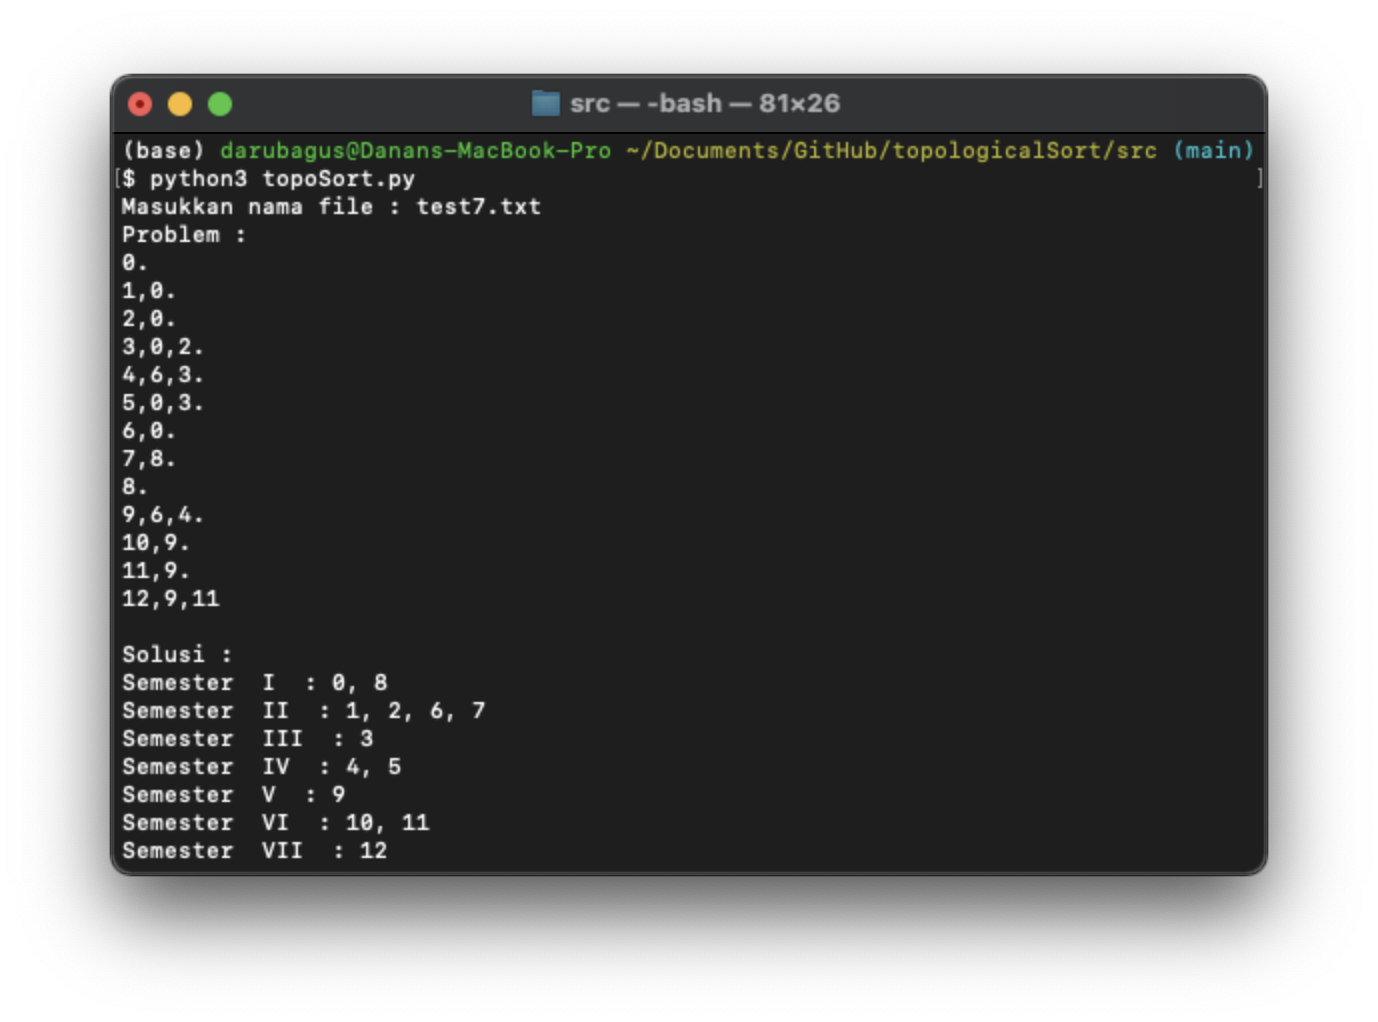 src — -bash — 81×26
(base) darubagus@Danans-MacBook-Pro ~/Documents/GitHub/topologicalSort/src (main)
[$ python3 topoSort.py ]
Masukkan nama file : test7.txt
Problem :
0.
1,0.
2,0.
3,0,2.
4,6,3.
5,0,3.
6,0.
7,8.
8.
9,6,4.
10,9.
11,9.
12,9,11
Solusi :
Semester  I  : 0, 8
Semester  II  : 1, 2, 6, 7
Semester  III  : 3
Semester  IV  : 4, 5
Semester  V  : 9
Semester  VI  : 10, 11
Semester  VII  : 12